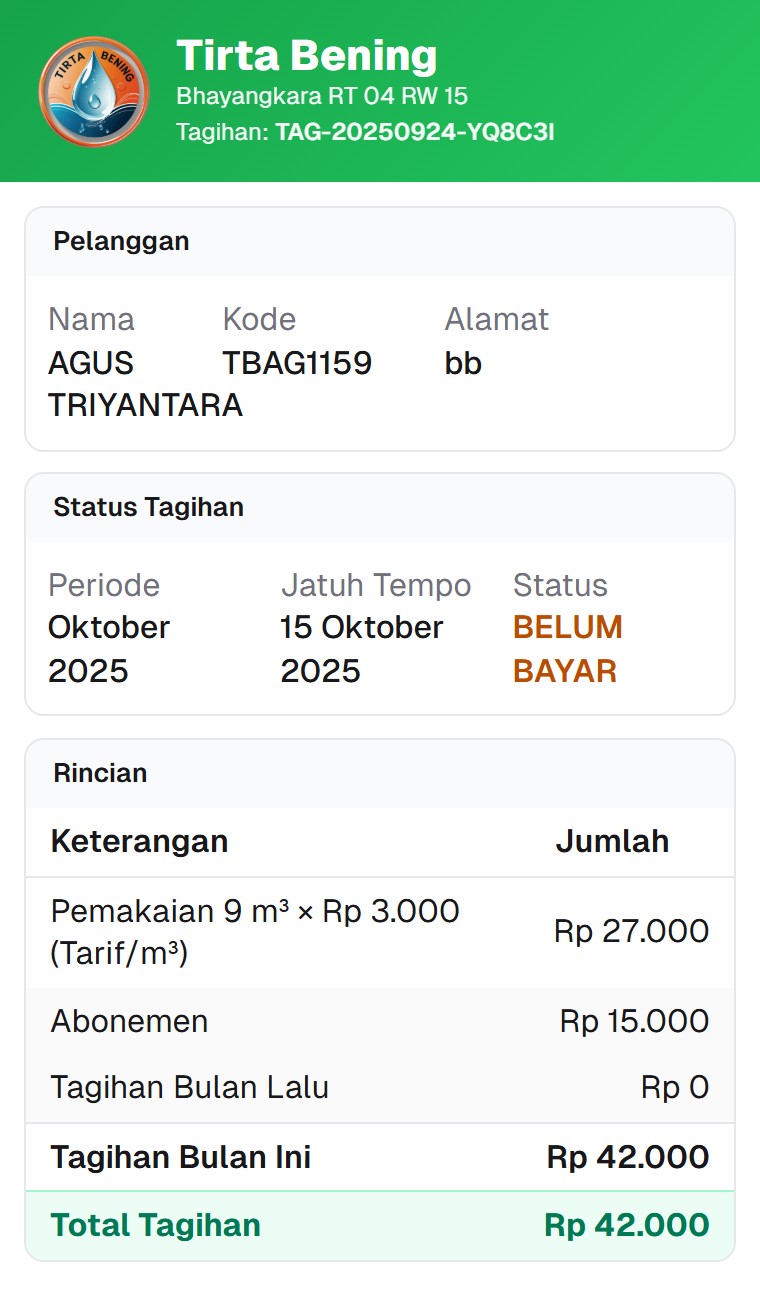 TIRTA BENING
Tirta Bening
Bhayangkara RT 04 RW 15
Tagihan: TAG-20250924-YQ8C3I
Pelanggan
Nama Kode Alamat
AGUS TBAG1159 bb
TRIYANTARA
Status Tagihan
Periode Jatuh Tempo Status
Oktober 15 Oktober BELUM
2025 2025 BAYAR
Rincian
Keterangan Jumlah
Pemakaian 9 m³ × Rp 3.000 Rp 27.000
(Tarif/m³)
Abonemen Rp 15.000
Tagihan Bulan Lalu Rp 0
Tagihan Bulan Ini Rp 42.000
Total Tagihan Rp 42.000